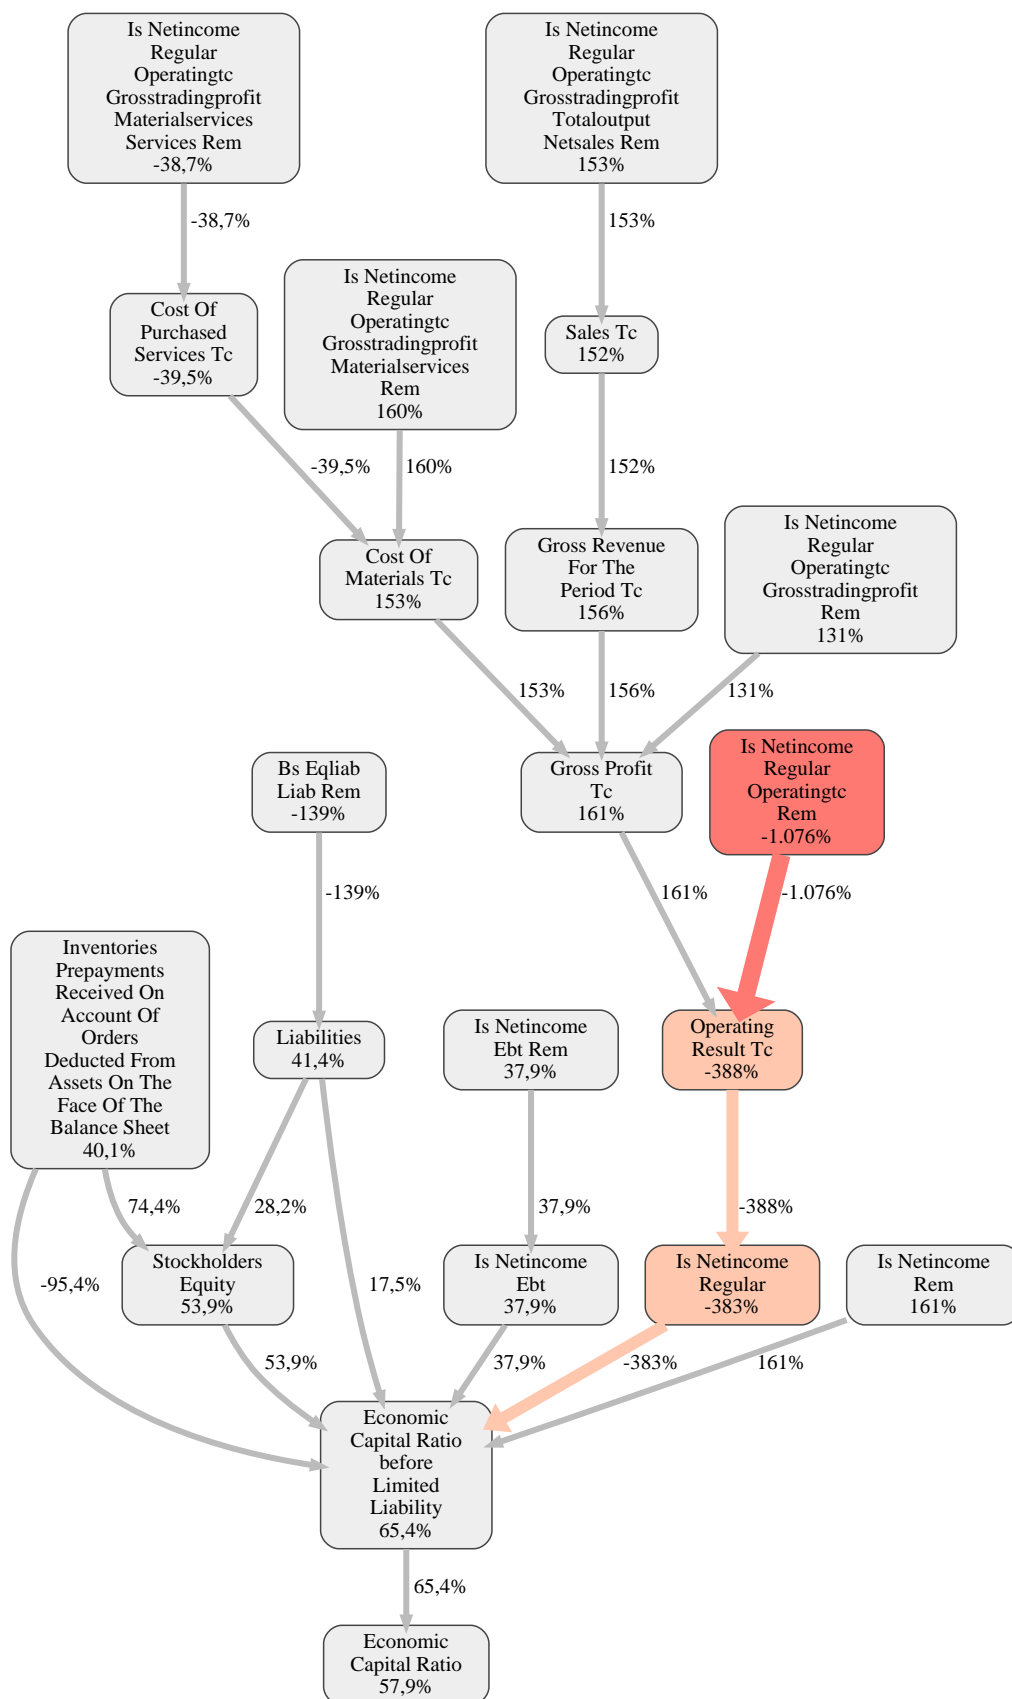 Is Netincome
Regular
Operatingtc
Grosstradingprofit
Materialservices
Services Rem
-38,7%
Is Netincome
Regular
Operatingtc
Grosstradingprofit
Totaloutput
Netsales Rem
153%
-38,7%
153%
Cost Of
Purchased
Services Tc
-39,5%
Is Netincome
Regular
Operatingtc
Grosstradingprofit
Materialservices
Rem
160%
Sales Tc
152%
-39,5%
160%
152%
Cost Of
Materials Tc
153%
Gross Revenue
For The
Period Tc
156%
Is Netincome
Regular
Operatingtc
Grosstradingprofit
Rem
131%
153%
156%
131%
Bs Eqliab
Liab Rem
-139%
Gross Profit
Tc
161%
Is Netincome
Regular
Operatingtc
Rem
-1.076%
-139%
161%
-1.076%
Inventories
Prepayments
Received On
Account Of
Orders
Deducted From
Assets On The
Face Of The
Balance Sheet
40,1%
Liabilities
41,4%
Is Netincome
Ebt Rem
37,9%
Operating
Result Tc
-388%
74,4%
28,2%
37,9%
-388%
-95,4%
Stockholders
Equity
53,9%
17,5%
Is Netincome
Ebt
37,9%
Is Netincome
Regular
-383%
Is Netincome
Rem
161%
53,9%
37,9%
-383%
161%
Economic
Capital Ratio
before
Limited
Liability
65,4%
65,4%
Economic
Capital Ratio
57,9%